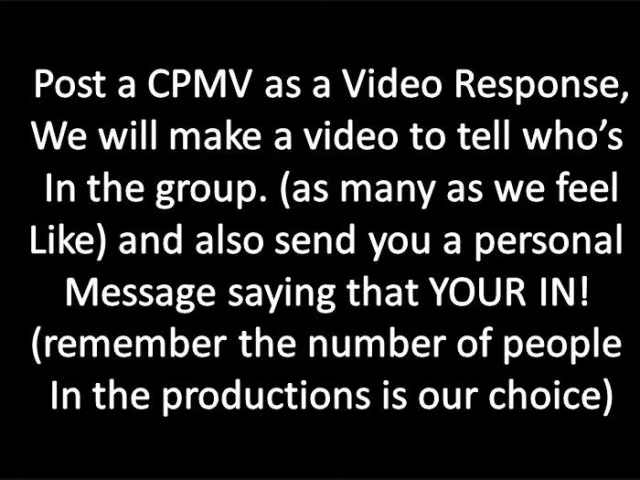 Post a CPMV as a Video Response,
We will make a video to tell who's
In the group. (as many as we feel
Like) and also send you a personal
Message saying that YOUR IN!
(remember the number of people
In the productions is our choice)